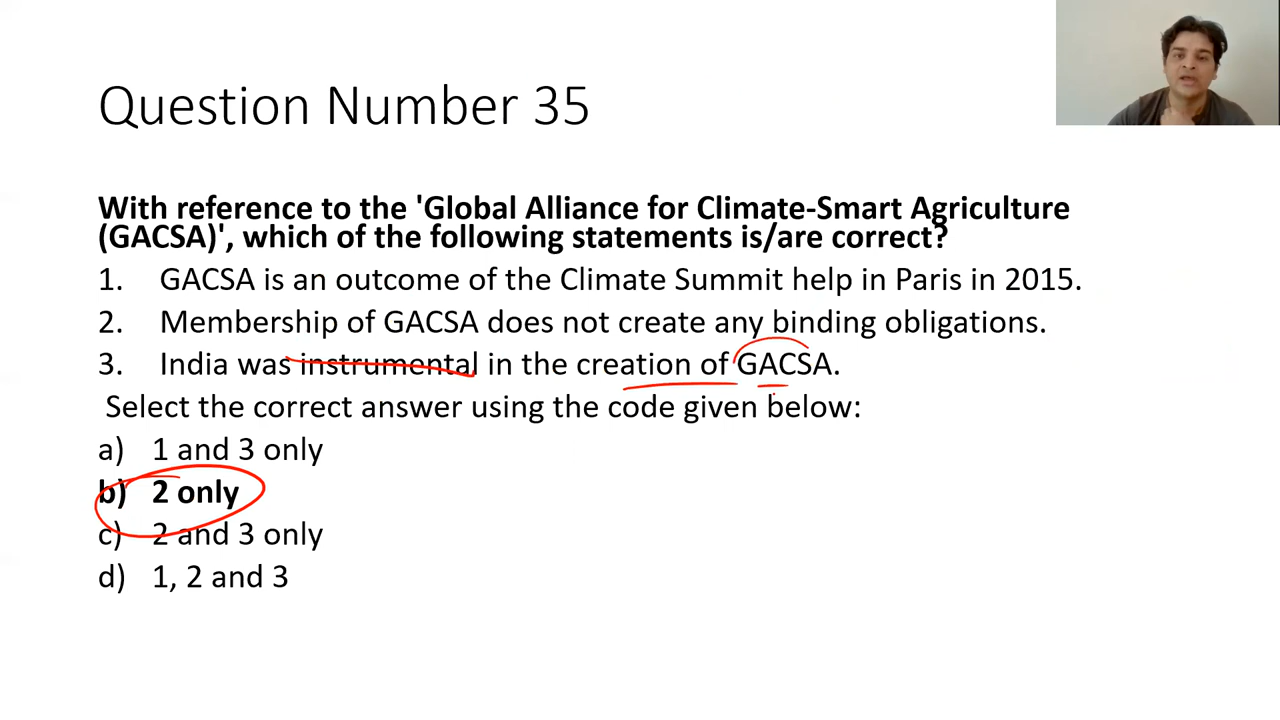 Question Number 35
With reference to the 'Global Alliance for Climate-Smart Agriculture
(GACSA)', which of the following statements is/are correct?
1. GACSA is an outcome of the Climate Summit help in Paris in 2015.
2. Membership of GACSA does not create any binding obligations.
3. India was instrumental in the creation of GACSA.
Select the correct answer using the code given below:
a) 1 and 3 only
b) 2 only
c) 2 and 3 only
d) 1, 2 and 3